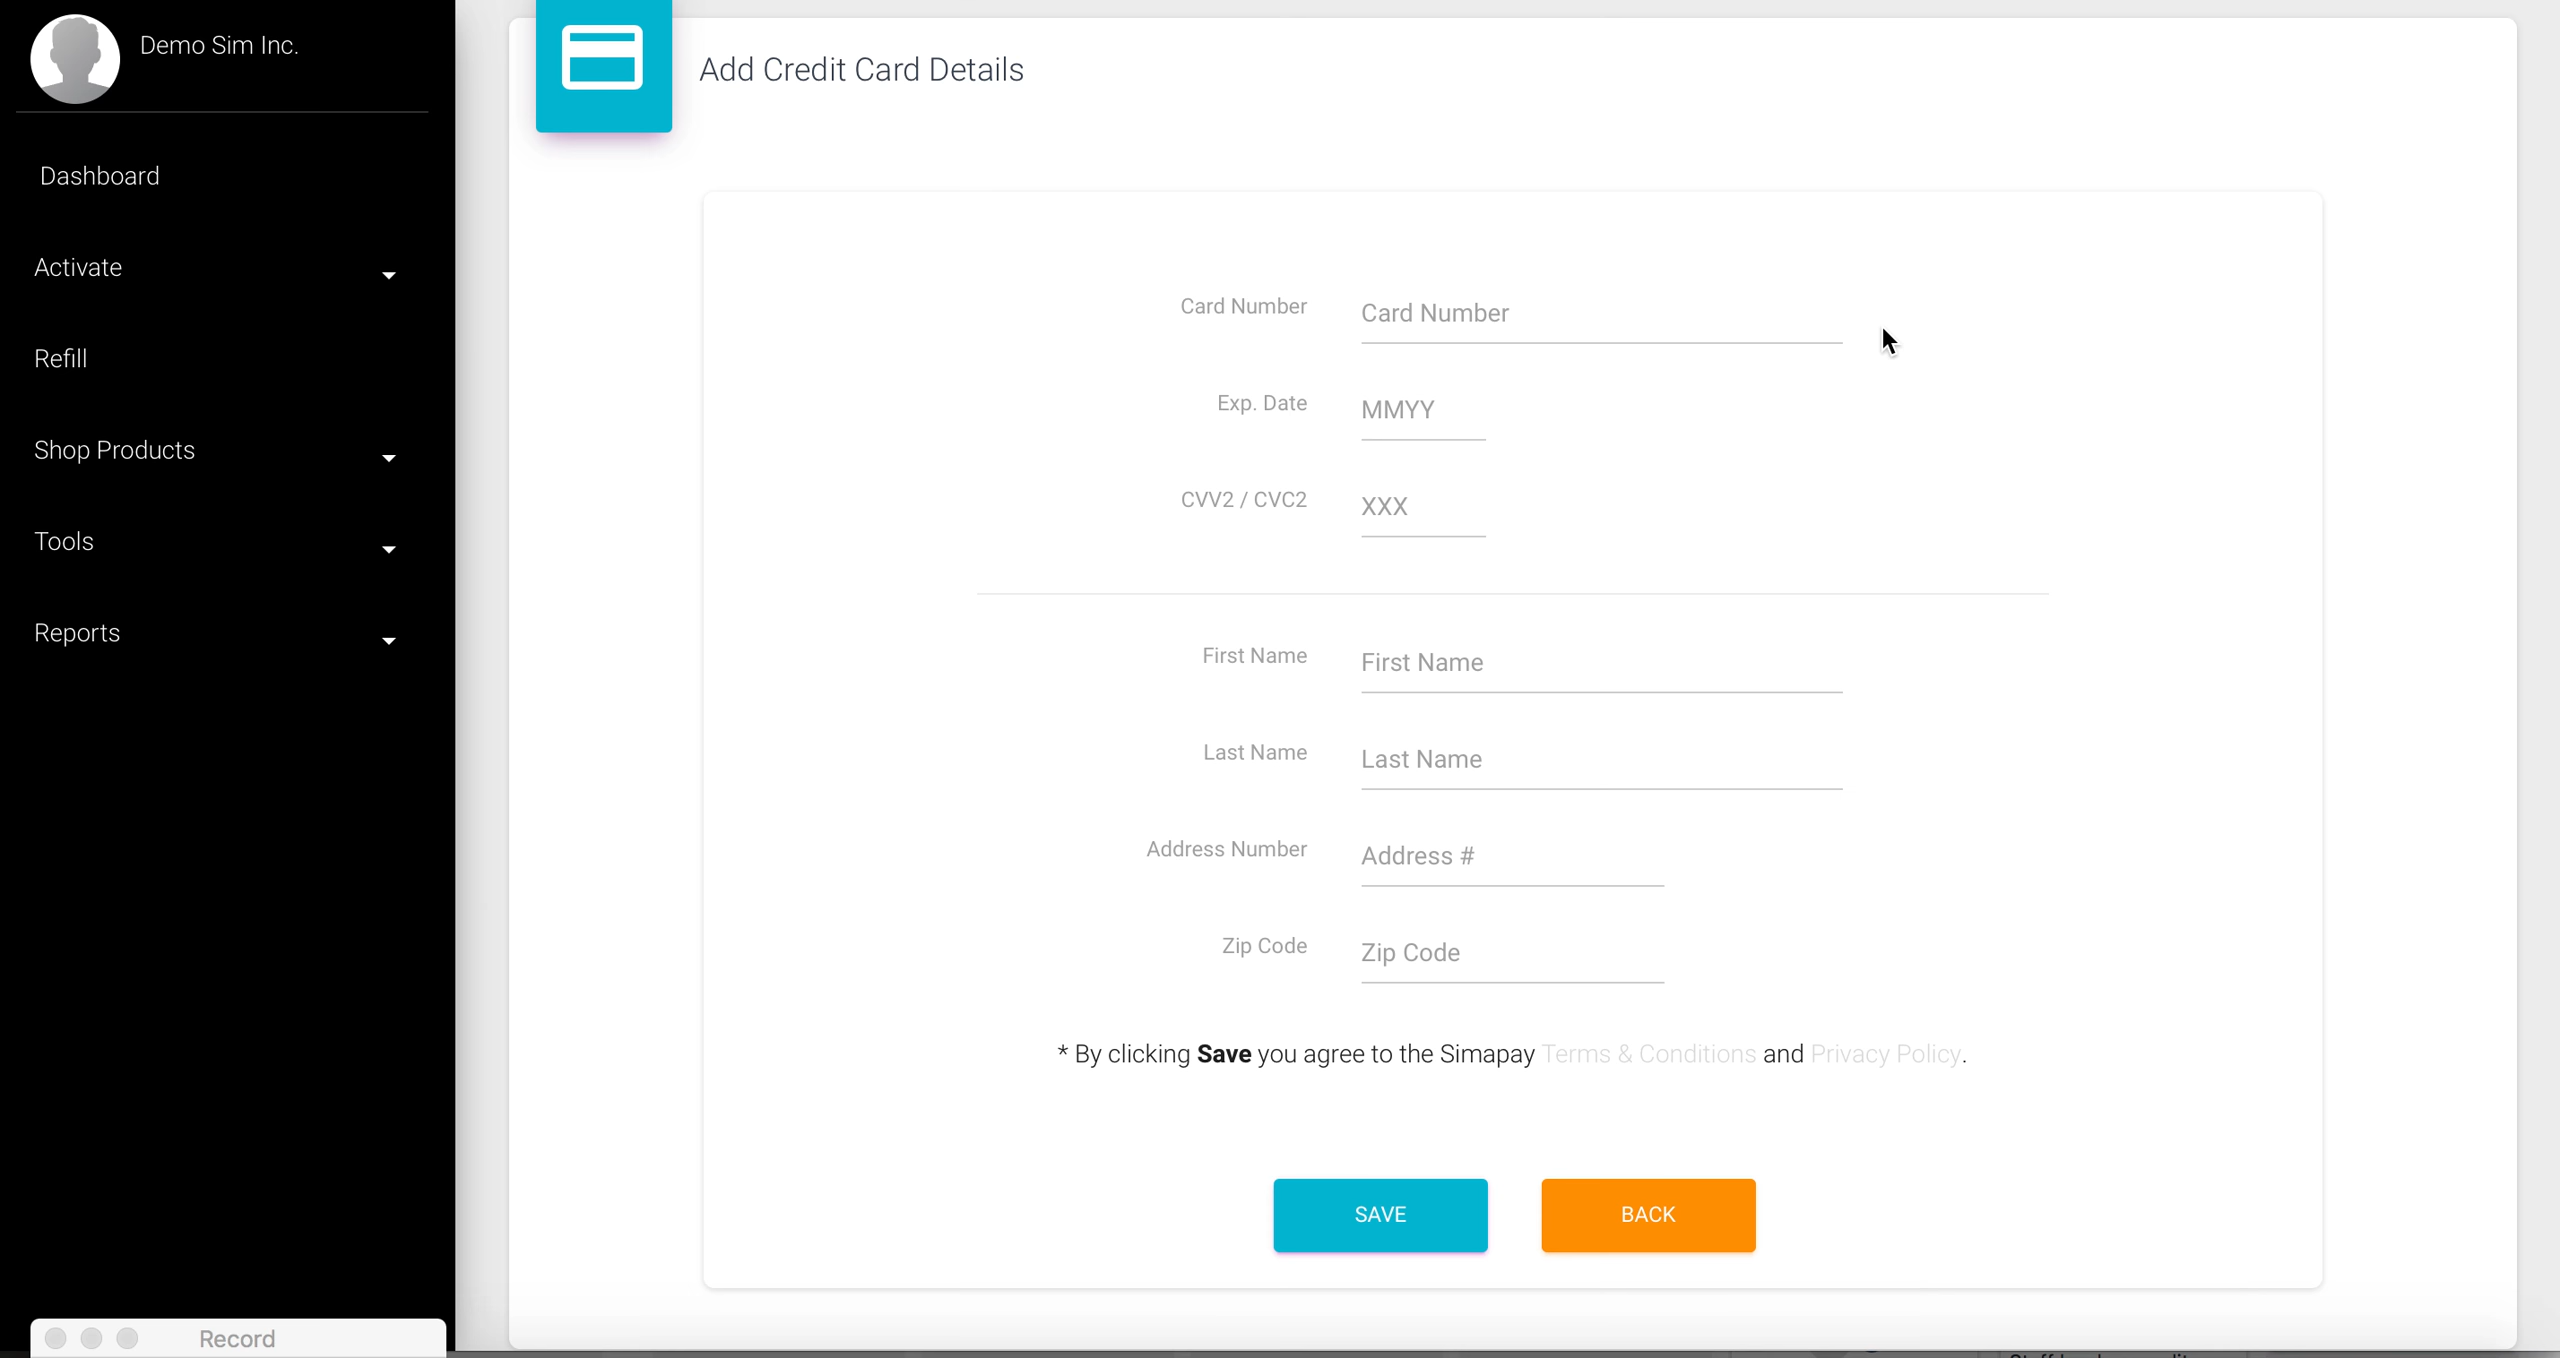 Demo Sim Inc.
Dashboard
Activate
Refill
Shop Products
Tools
Reports
Record
Add Credit Card Details
Card Number
Card Number
Exp. Date
MMYY
CVV2 / CVC2
XXX
First Name
First Name
Last Name
Last Name
Address Number
Address #
Zip Code
Zip Code
* By clicking Save you agree to the Simapay Terms & Conditions and Privacy Policy.
SAVE
BACK